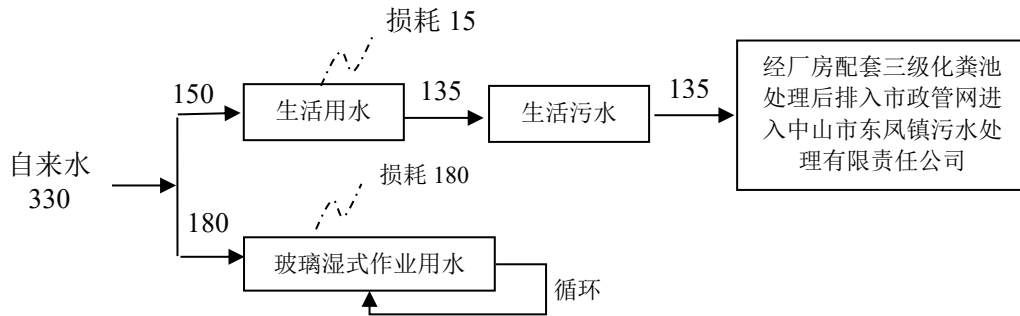 损耗 15
150
生活用水
135
生活污水
135
经厂房配套三级化粪池
处理后排入市政管网进
入中山市东凤镇污水处
理有限责任公司
自来水
330
损耗 180
180
玻璃湿式作业用水
循环